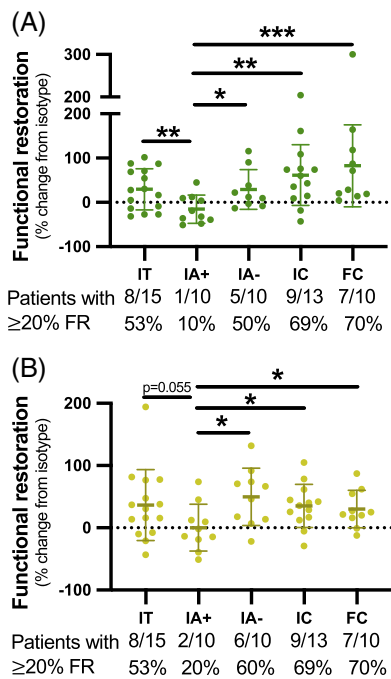 (A)
Functional restoration
(% change from isotype)
300
200
200
100
0
-100
***
**
*
**
IT IA+ IA- IC FC
Patients with 8/15 1/10 5/10 9/13 7/10
≥20% FR 53% 10% 50% 69% 70%
(B)
Functional restoration
(% change from isotype)
200
100
0
-100
p=0.055
*
*
*
IT IA+ IA- IC FC
Patients with 8/15 2/10 6/10 9/13 7/10
≥20% FR 53% 20% 60% 69% 70%